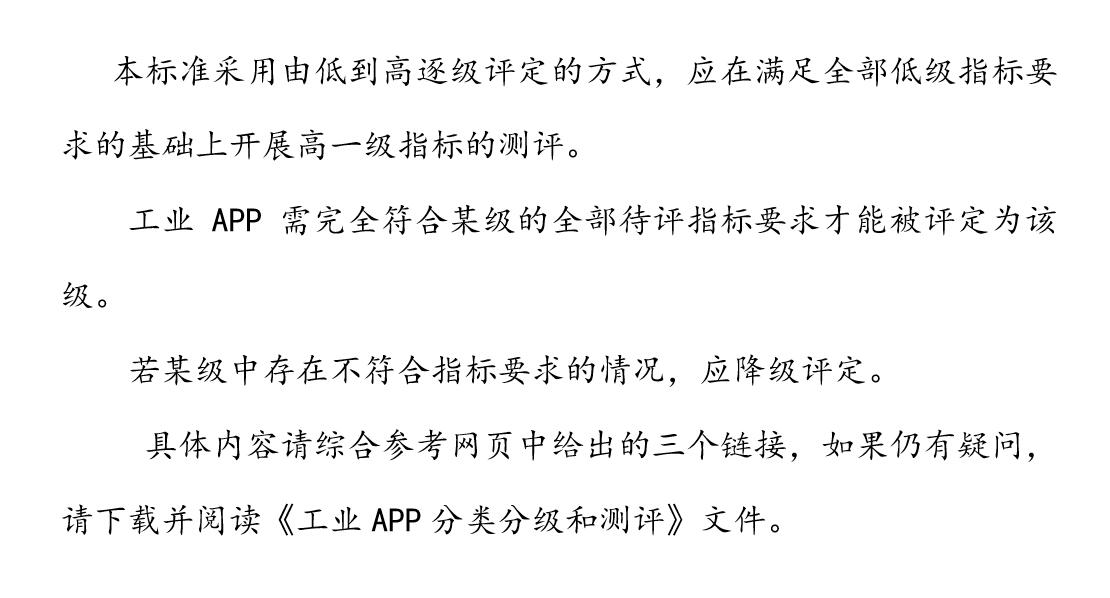 本标准采用由低到高逐级评定的方式，应在满足全部低级指标要
求的基础上开展高一级指标的测评。
工业 APP 需完全符合某级的全部待评指标要求才能被评定为该
级。
若某级中存在不符合指标要求的情况，应降级评定。
具体内容请综合参考网页中给出的三个链接，如果仍有疑问，
请下载并阅读《工业 APP 分类分级和测评》文件。